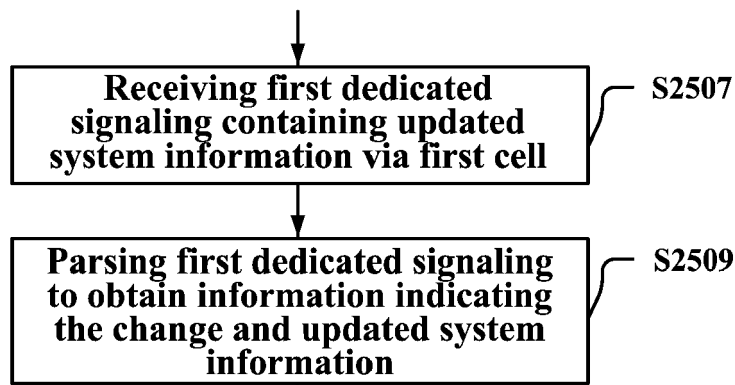 Receiving first dedicated
signaling containing updated
system information via first cell
S2507
Parsing first dedicated signaling
to obtain information indicating
the change and updated system
information
S2509